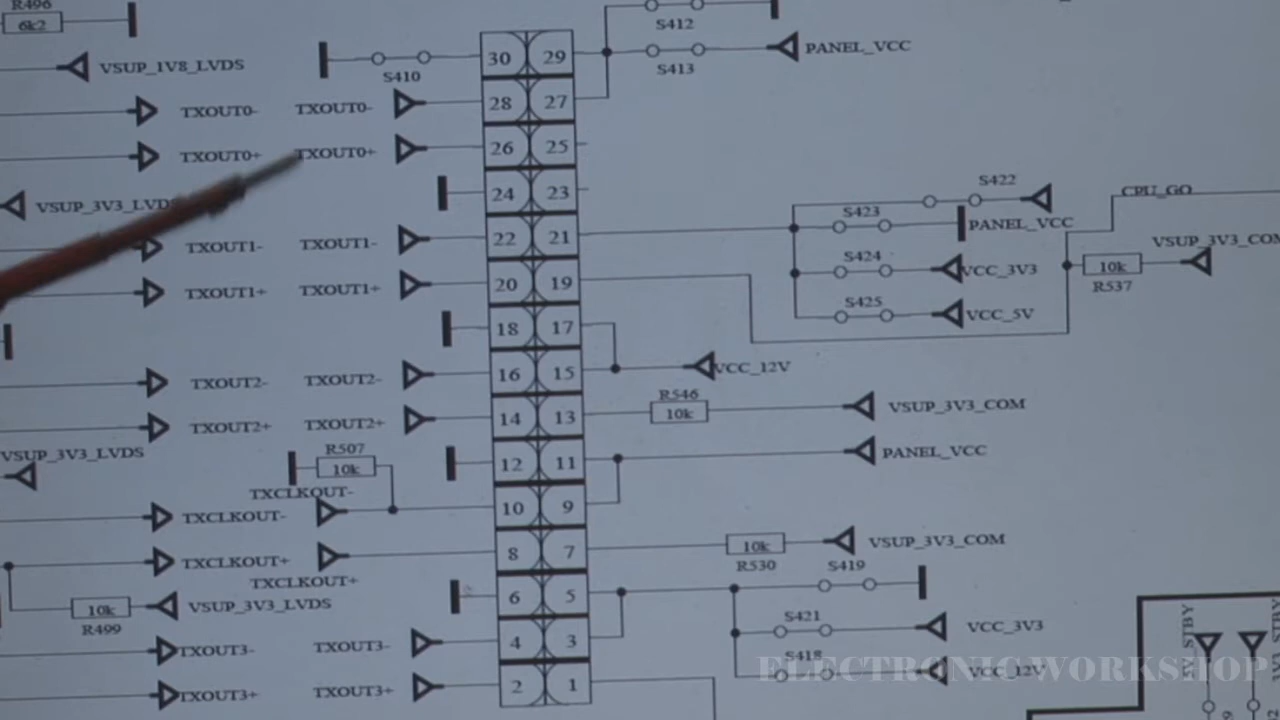 R496
6k2
S412
PANEL_VCC
S413
VSUP_1V8_LVDS
S410
30 29
TXOUT0- TXOUT0- 28 27
TXOUT0+ TXOUT0+ 26 25
24 23
S422
CPU_GO
VSUP_3V3_LVDS
S423
PANEL_VCC
TXOUT1- TXOUT1- 22 21
VSUP_3V3_COM
S424
VCC_3V3
10k
R537
TXOUT1+ TXOUT1+ 20 19
S425
VCC_5V
18 17
VCC_12V
TXOUT2- TXOUT2- 16 15
R546
10k
VSUP_3V3_COM
TXOUT2+ TXOUT2+ 14 13
VSUP_3V3_LVDS
R507
10k
12 11
PANEL_VCC
TXCLKOUT-
TXCLKOUT- 10 9
TXCLKOUT+ 8 7
10k
R530
VSUP_3V3_COM
TXCLKOUT+
S419
6 5
10k
R499
VSUP_3V3_LVDS
S421
VCC_3V3
TXOUT3- TXOUT3- 4 3
S418
VCC_12V
TXOUT3+ TXOUT3+ 2 1
ELECTRONIC WORKSHOP